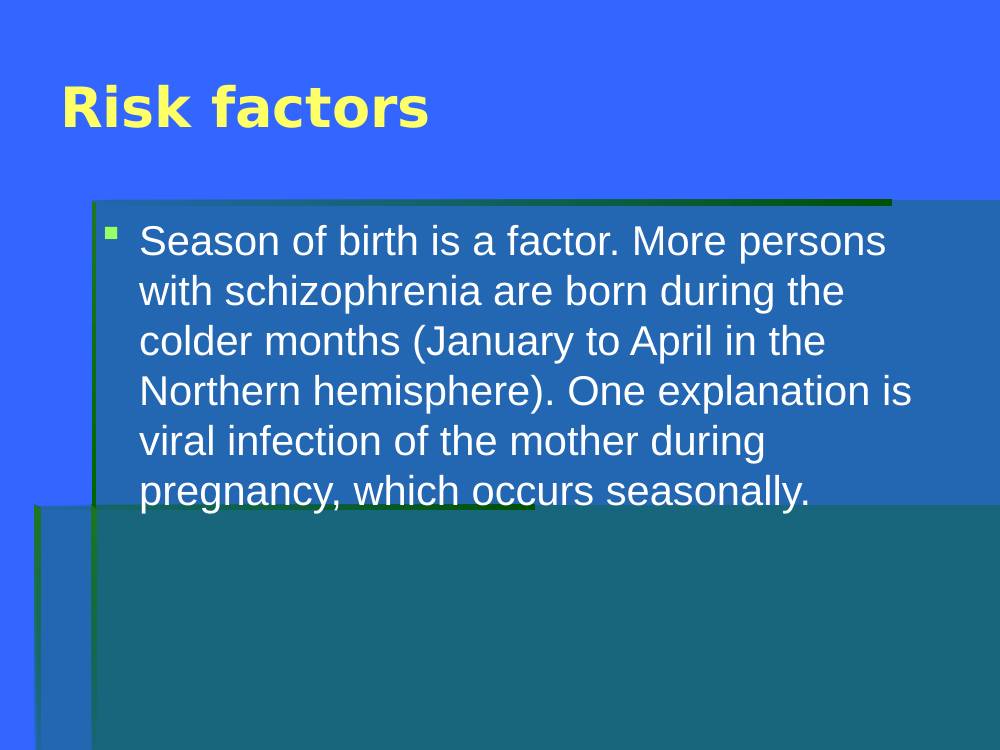 Risk factors
Season of birth is a factor. More persons
with schizophrenia are born during the
colder months (January to April in the
Northern hemisphere). One explanation is
viral infection of the mother during
pregnancy, which occurs seasonally.